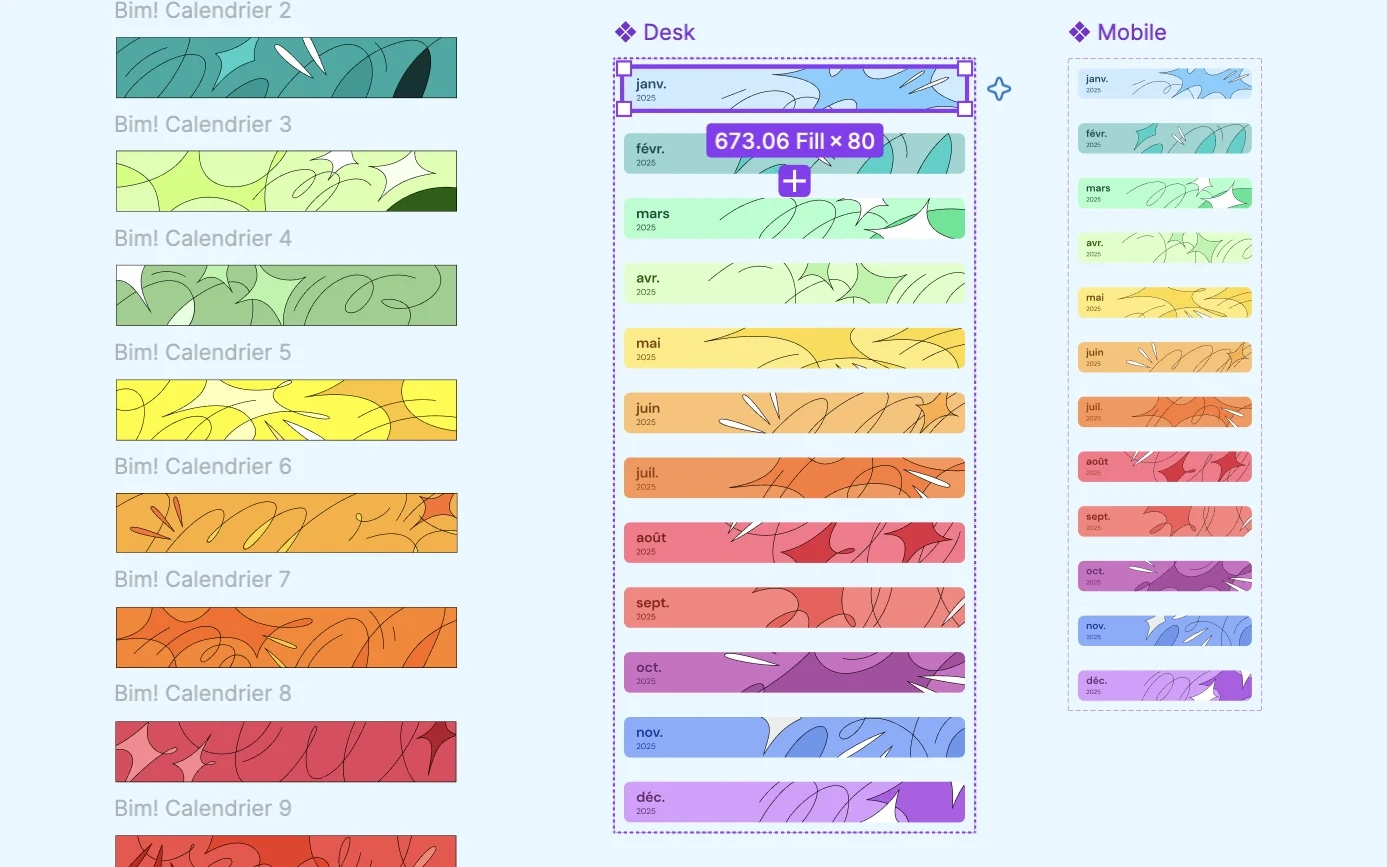 Bim! Calendrier 2
Bim! Calendrier 3
Bim! Calendrier 4
Bim! Calendrier 5
Bim! Calendrier 6
Bim! Calendrier 7
Bim! Calendrier 8
Bim! Calendrier 9
Desk
janv.
2025
673.06 Fill × 80
févr.
2025
mars
2025
avr.
2025
mai
2025
juin
2025
juil.
2025
août
2025
sept.
2025
oct.
2025
nov.
2025
déc.
2025
Mobile
janv.
2025
févr.
2025
mars
2025
avr.
2025
mai
2025
juin
2025
juil.
2025
août
2025
sept.
2025
oct.
2025
nov.
2025
déc.
2025